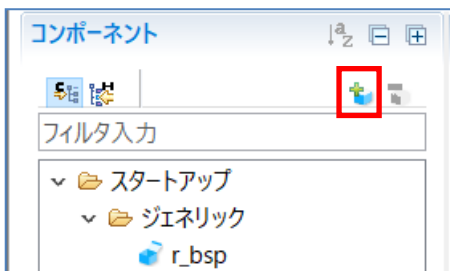 コンポーネント
フィルタ入力
スタートアップ
ジェネリック
r_bsp